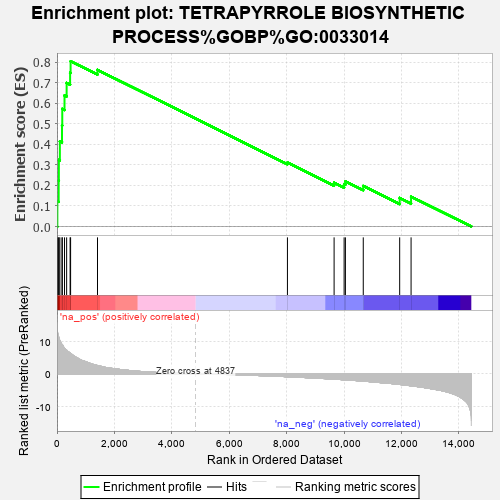 Enrichment plot: TETRAPYRROLE BIOSYNTHETIC
PROCESS%GOBP%GO:0033014
Enrichment score (ES)
0.8
0.7
0.6
0.5
0.4
0.3
0.2
0.1
0.0
'na_pos' (positively correlated)
Ranked list metric (PreRanked)
10
0
-10
Zero cross at 4837
'na_neg' (negatively correlated)
0 2,000 4,000 6,000 8,000 10,000 12,000 14,000
Rank in Ordered Dataset
Enrichment profile Hits Ranking metric scores